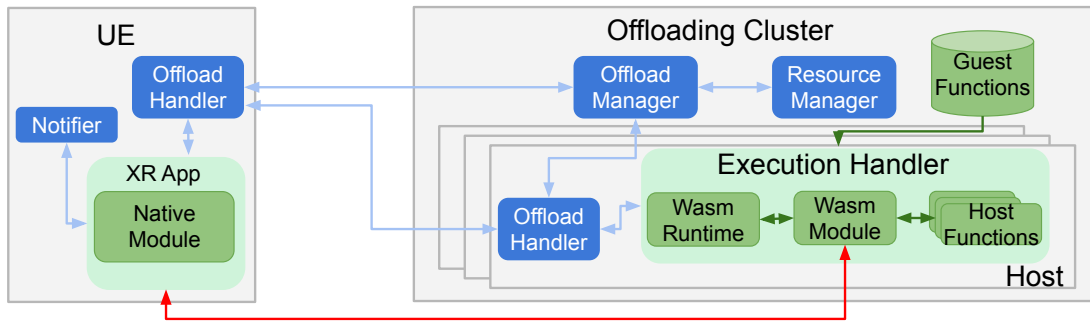 UE
Offload
Handler
Notifier
XR App
Native
Module
Offloading Cluster
Offload
Manager
Resource
Manager
Guest
Functions
Execution Handler
Offload
Handler
Wasm
Runtime
Wasm
Module
Host
Functions
Host